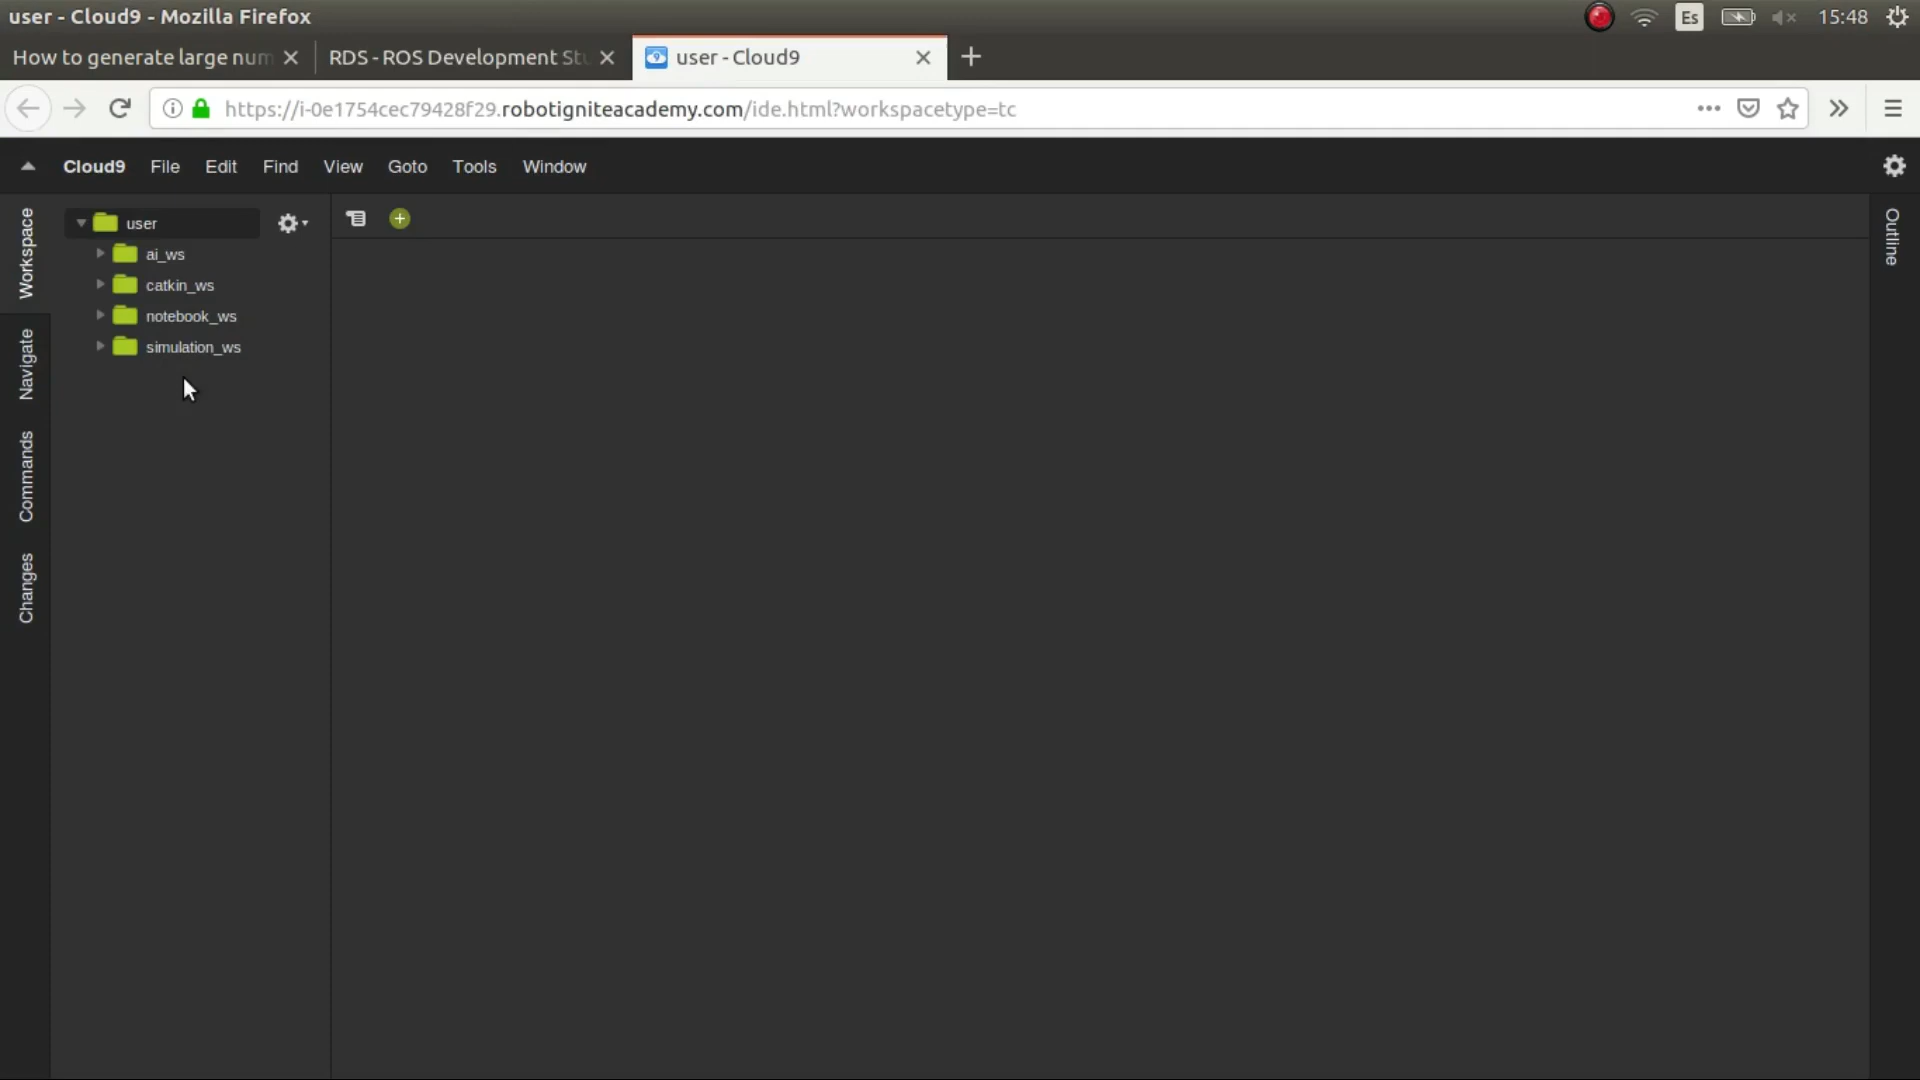 user - Cloud9 - Mozilla Firefox
Es
15:48
How to generate large num
RDS - ROS Development Stu
user - Cloud9
https://i-0e1754cec79428f29.robotigniteacademy.com/ide.html?workspacetype=tc
Cloud9 File Edit Find View Goto Tools Window
Workspace
Navigate
Commands
Changes
user
ai_ws
catkin_ws
notebook_ws
simulation_ws
Outline